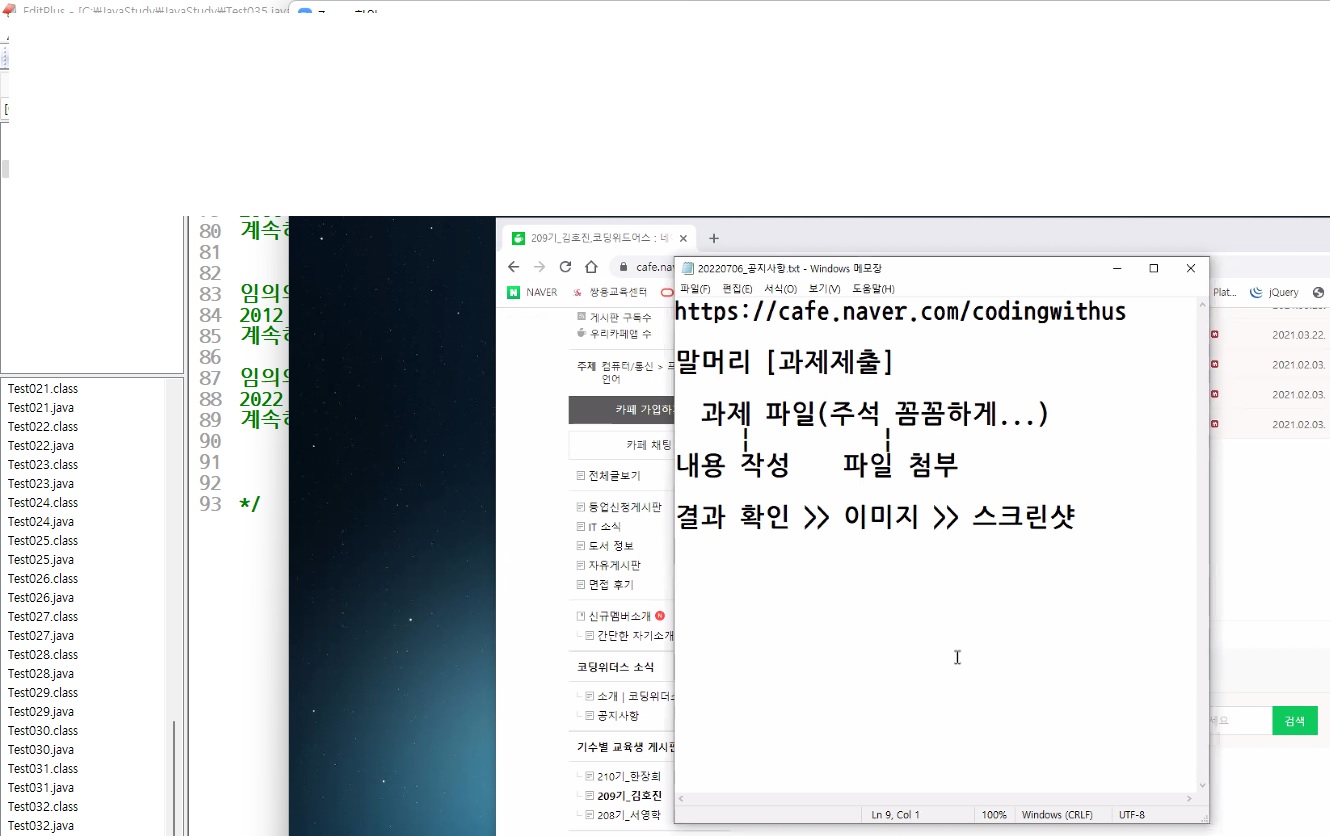 EditPlus - [C:₩JavaStudy₩JavaStudy₩Test035.java
80 계속하
81
82
83 임의의
84 2012
85 계속하
86
87 임의의
88 2022
89 계속하
90
91
92
93 */
Test021.class
Test021.java
Test022.class
Test022.java
Test023.class
Test023.java
Test024.class
Test024.java
Test025.class
Test025.java
Test026.class
Test026.java
Test027.class
Test027.java
Test028.class
Test028.java
Test029.class
Test029.java
Test030.class
Test030.java
Test031.class
Test031.java
Test032.class
Test032.java
209기_김호진,코딩위드어스 : 네
cafe.nav
NAVER 쌍용교육센터
Plat... jQuery
게시판 구독수
우리카페앱 수
주제 컴퓨터/통신 > 프
언어
카페 가입하
카페 채팅
전체글보기
등업신청게시판
IT 소식
도서 정보
자유게시판
면접 후기
신규멤버소개 N
간단한 자기소개
코딩위더스 소식
소개 | 코딩위더스
공지사항
기수별 교육생 게시판
210기_한장희
209기_김호진
208기_서영학
20220706_공지사항.txt - Windows 메모장
파일(F) 편집(E) 서식(O) 보기(V) 도움말(H)
https://cafe.naver.com/codingwithus
말머리 [과제제출]
과제 파일(주석 꼼꼼하게...)
내용 작성 파일 첨부
결과 확인 >> 이미지 >> 스크린샷
Ln 9, Col 1 100% Windows (CRLF) UTF-8
2021.03.22.
2021.02.03.
2021.02.03.
2021.02.03.
세요 검색